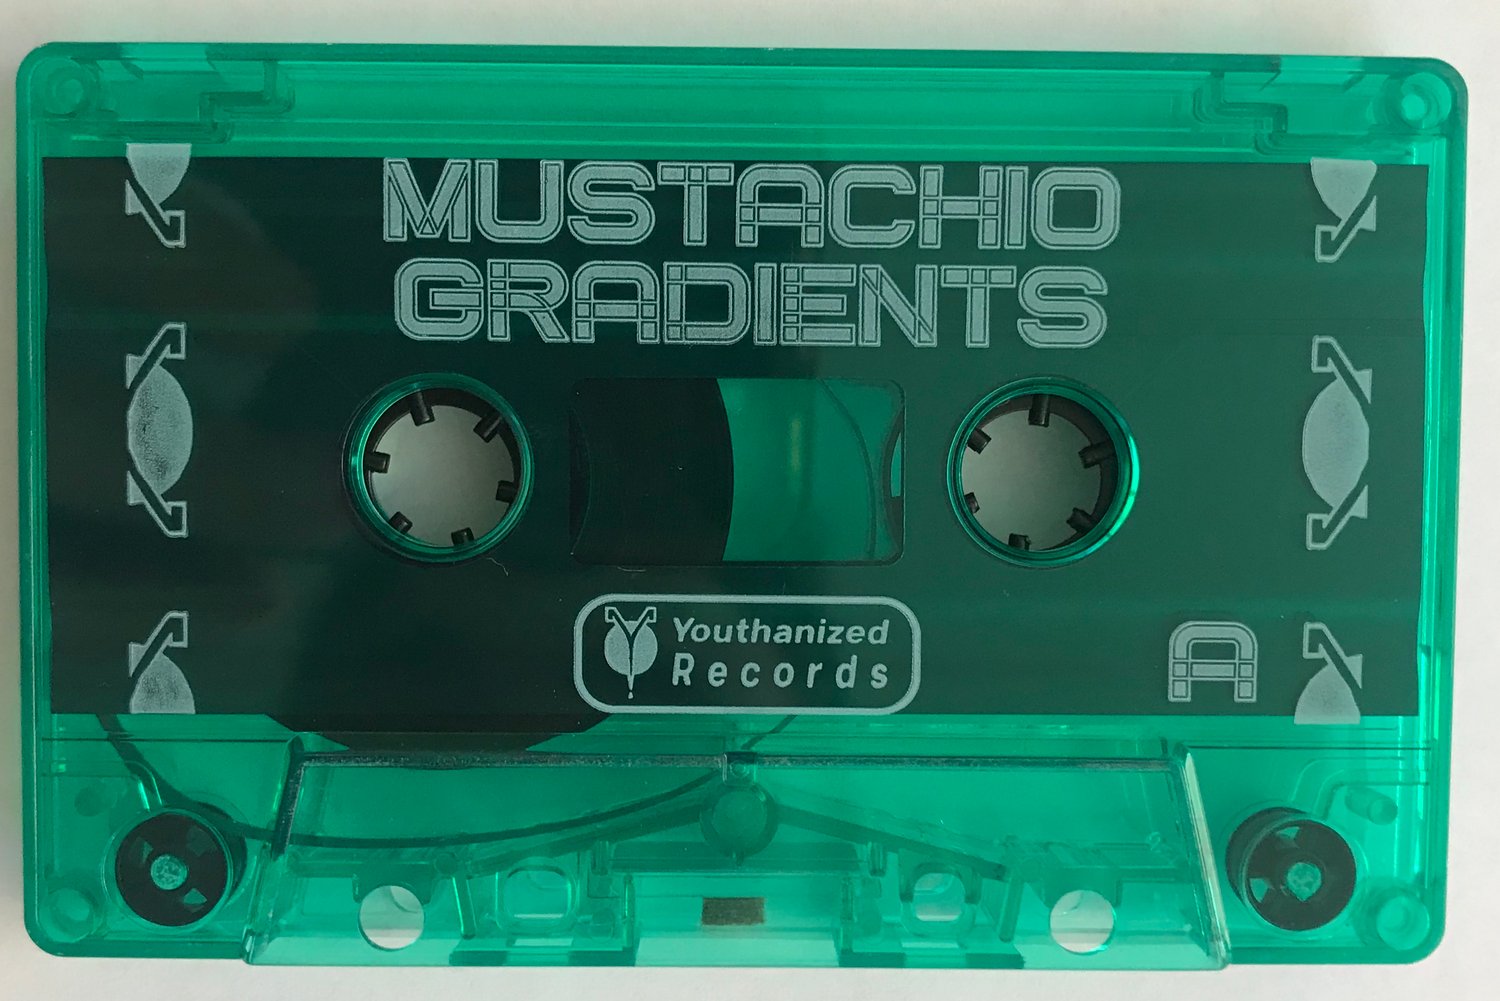 MUSTACHIO
GRADIENTS
Youthanized
Records
A